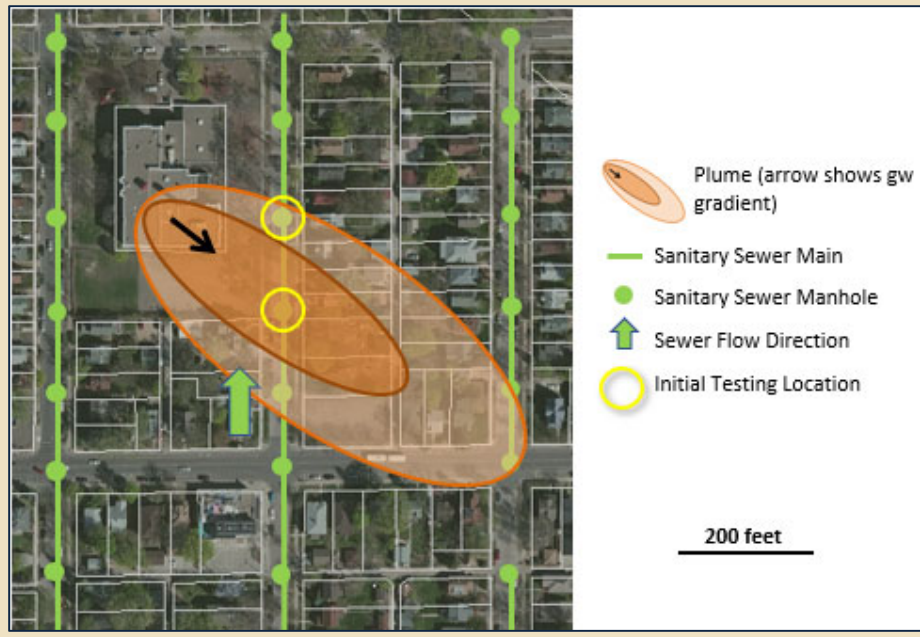 Plume (arrow shows gw
gradient)
Sanitary Sewer Main
Sanitary Sewer Manhole
Sewer Flow Direction
Initial Testing Location
200 feet